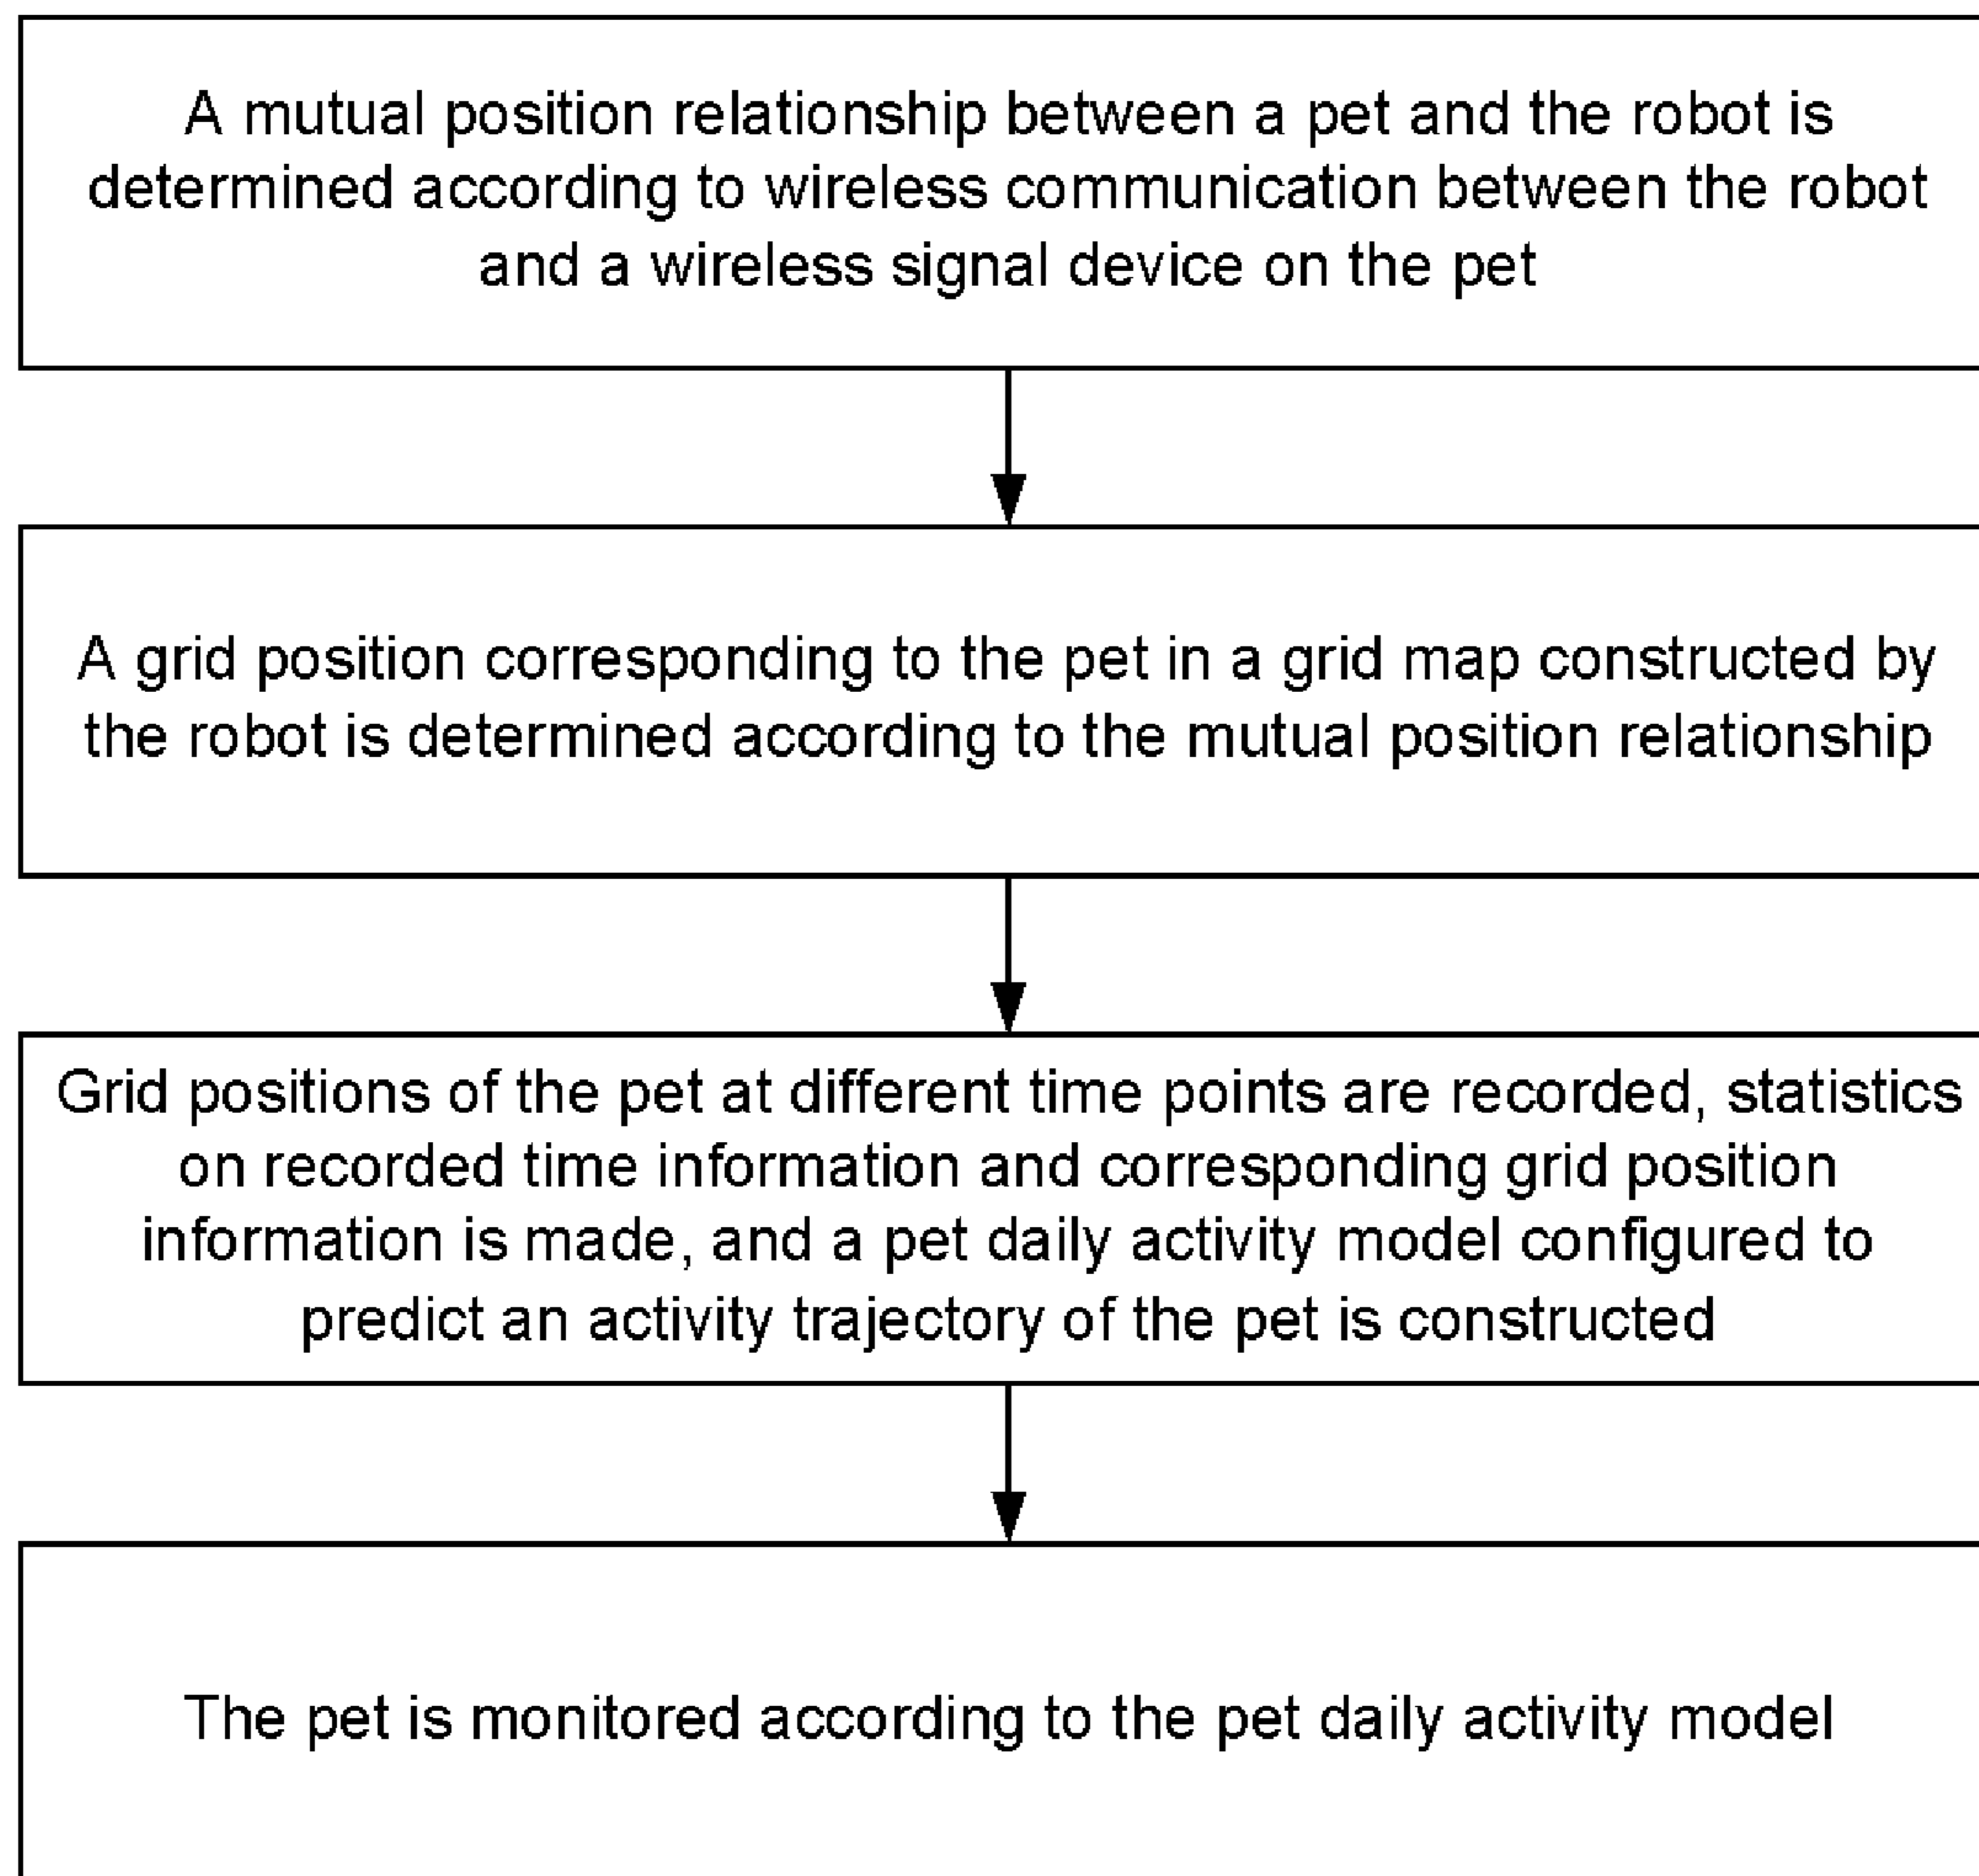 A mutual position relationship between a pet and the robot is
determined according to wireless communication between the robot
and a wireless signal device on the pet
A grid position corresponding to the pet in a grid map constructed by
the robot is determined according to the mutual position relationship
Grid positions of the pet at different time points are recorded, statistics
on recorded time information and corresponding grid position
information is made, and a pet daily activity model configured to
predict an activity trajectory of the pet is constructed
The pet is monitored according to the pet daily activity model